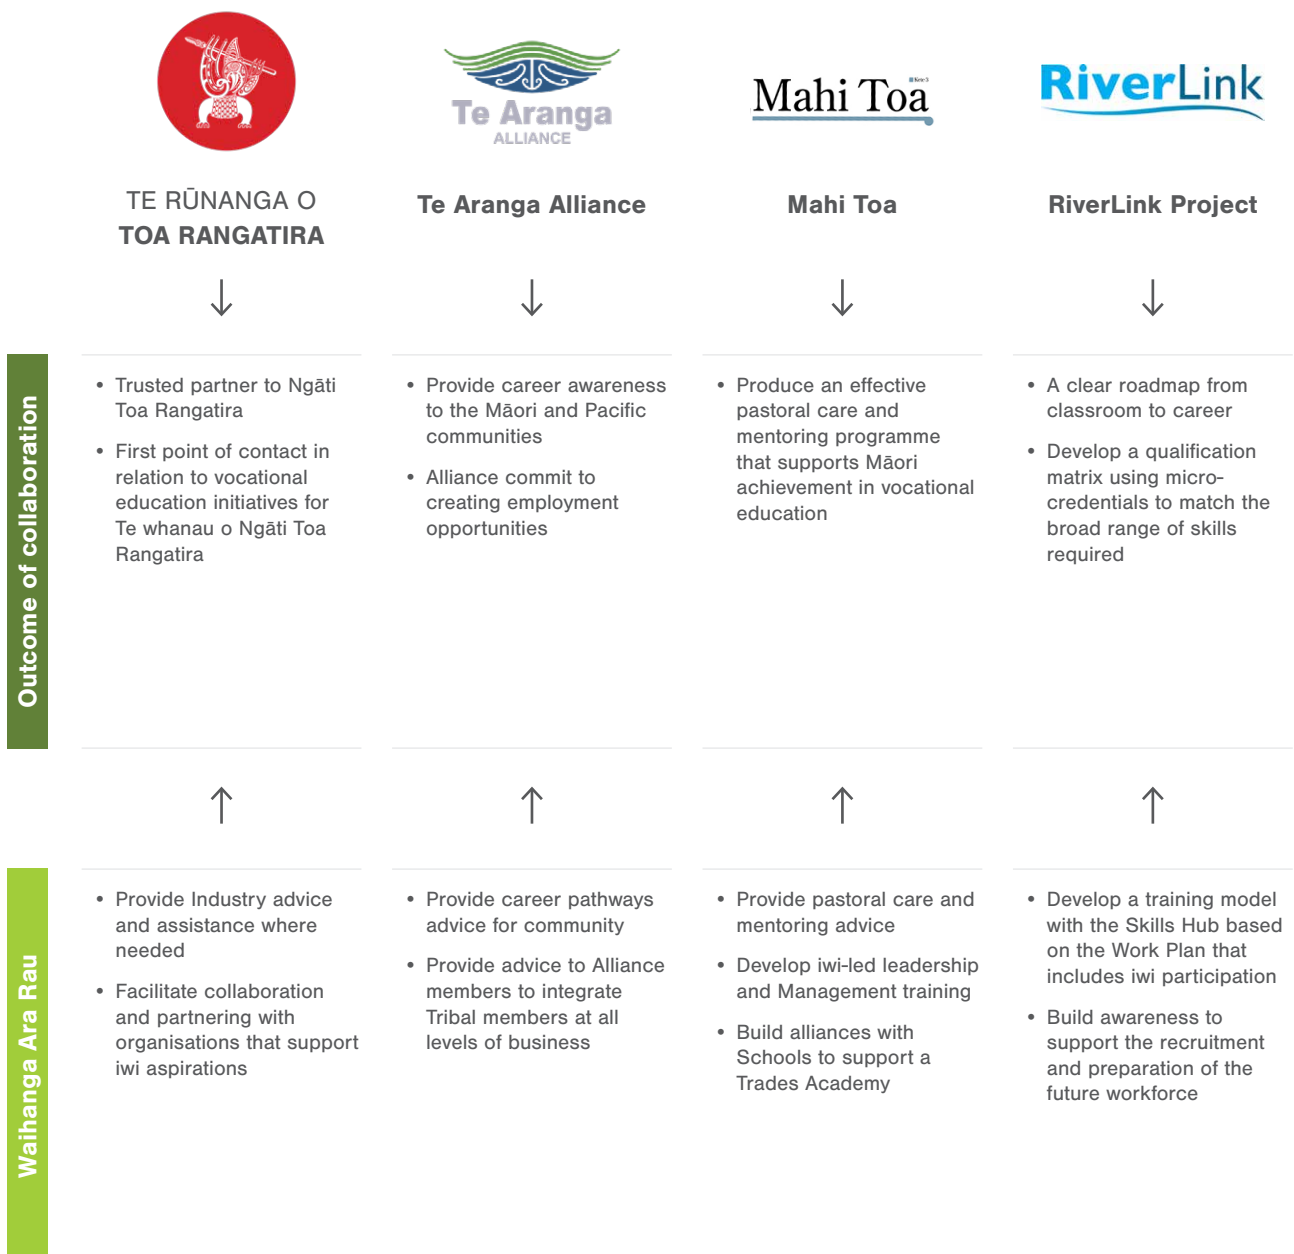 Te Aranga
ALLIANCE
Mahi Toa
RiverLink
TE RŪNANGA O
TOA RANGATIRA
Te Aranga Alliance
Mahi Toa
RiverLink Project
Outcome of collaboration
• Trusted partner to Ngāti
Toa Rangatira
• First point of contact in
relation to vocational
education initiatives for
Te whanau o Ngāti Toa
Rangatira
• Provide career awareness
to the Māori and Pacific
communities
• Alliance commit to
creating employment
opportunities
• Produce an effective
pastoral care and
mentoring programme
that supports Māori
achievement in vocational
education
• A clear roadmap from
classroom to career
• Develop a qualification
matrix using micro-
credentials to match the
broad range of skills
required
Waihanga Ara Rau
• Provide Industry advice
and assistance where
needed
• Facilitate collaboration
and partnering with
organisations that support
iwi aspirations
• Provide career pathways
advice for community
• Provide advice to Alliance
members to integrate
Tribal members at all
levels of business
• Provide pastoral care and
mentoring advice
• Develop iwi-led leadership
and Management training
• Build alliances with
Schools to support a
Trades Academy
• Develop a training model
with the Skills Hub based
on the Work Plan that
includes iwi participation
• Build awareness to
support the recruitment
and preparation of the
future workforce